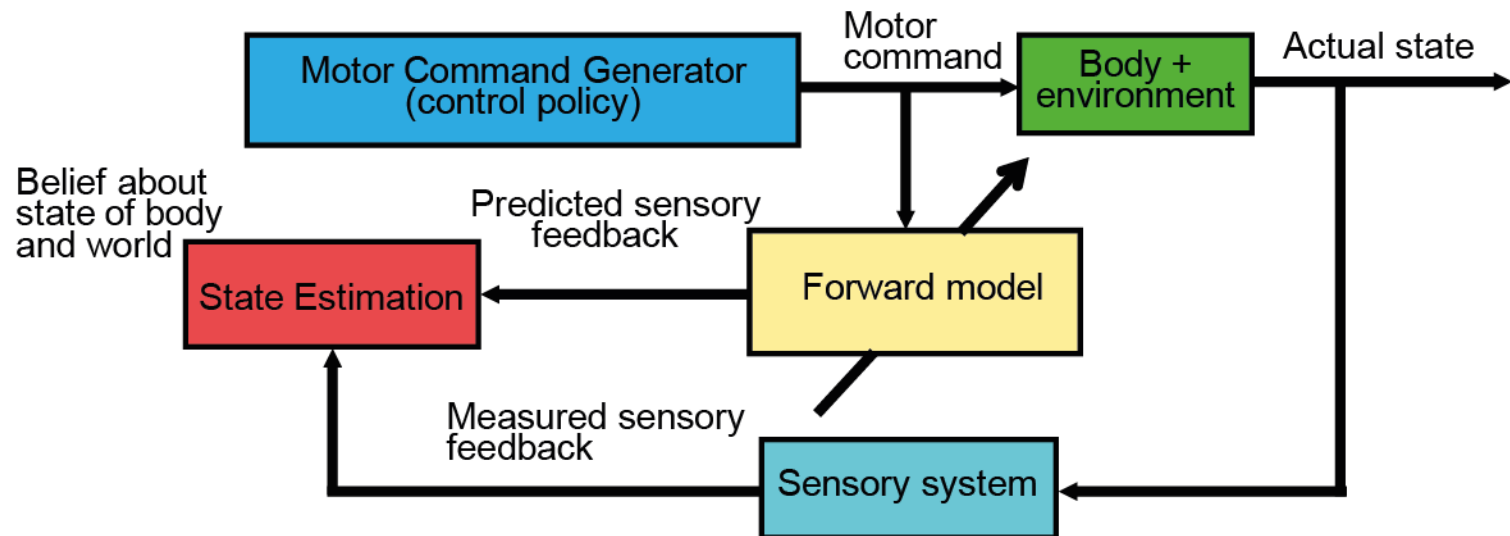 Motor Command Generator
(control policy)
Motor
command
Body +
environment
Actual state
Belief about
state of body
and world
Predicted sensory
feedback
State Estimation
Forward model
Measured sensory
feedback
Sensory system